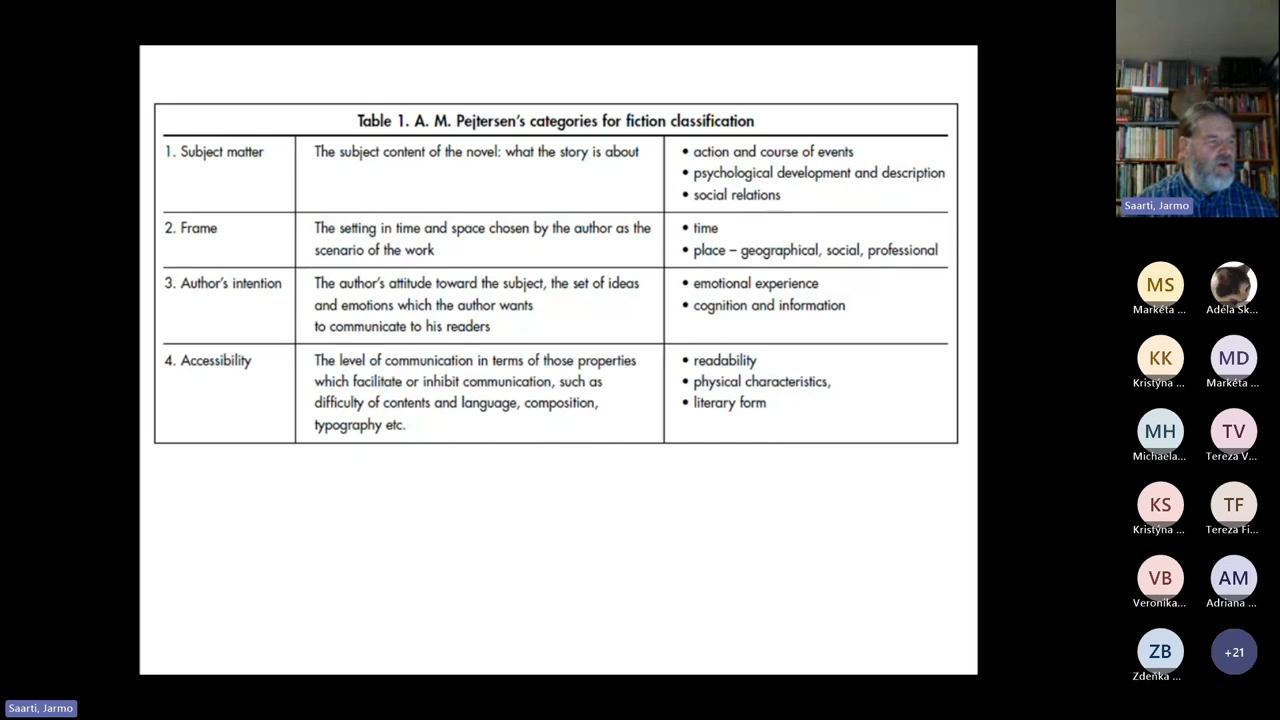 Table 1. A. M. Pejtersen's categories for fiction classification
1. Subject matter
The subject content of the novel: what the story is about
• action and course of events
• psychological development and description
• social relations
2. Frame
The setting in time and space chosen by the author as the
scenario of the work
• time
• place – geographical, social, professional
3. Author's intention
The author's attitude toward the subject, the set of ideas
and emotions which the author wants
to communicate to his readers
• emotional experience
• cognition and information
4. Accessibility
The level of communication in terms of those properties
which facilitate or inhibit communication, such as
difficulty of contents and language, composition,
typography etc.
• readability
• physical characteristics,
• literary form
Saarti, Jarmo
MS
Markéta ...
Adéla Sk...
KK
Kristýna ...
MD
Markéta ...
MH
Michaela...
TV
Tereza V...
KS
Kristýna ...
TF
Tereza Fi...
VB
Veronika...
AM
Adriana ...
ZB
Zdeňka ...
+21
Saarti, Jarmo